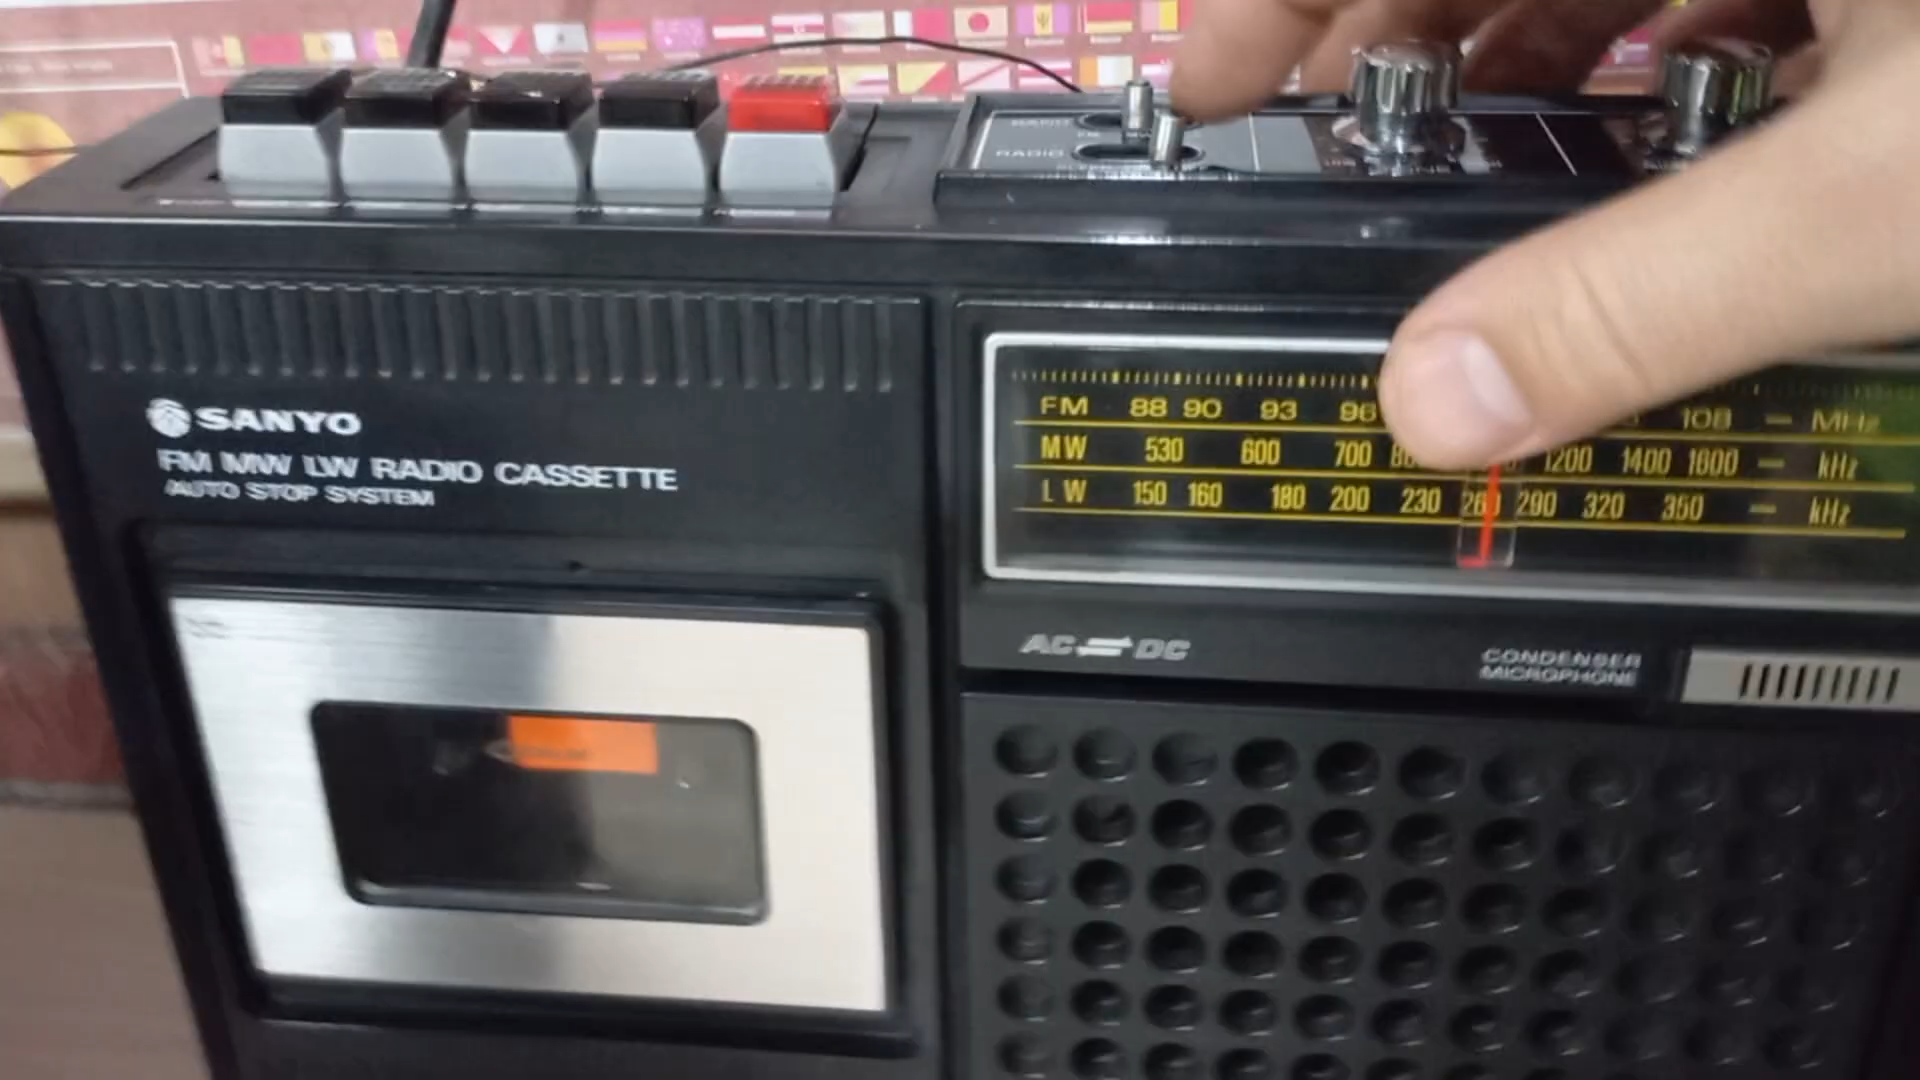 RADIO
RADIO
SANYO
FM MW LW RADIO CASSETTE
AUTO STOP SYSTEM
FM 88 90 93 96 108 — MHz
MW 530 600 700 1200 1400 1600 — kHz
LW 150 160 180 200 230 260 290 320 350 — kHz
AC DC
CONDENSER
MICROPHONE